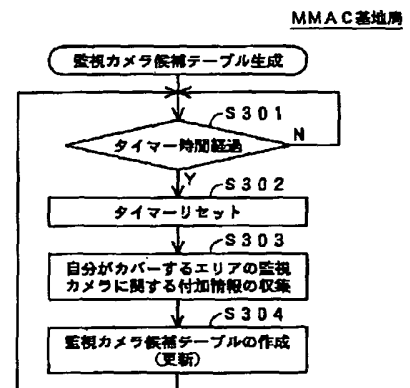 MMAC基地局
監視カメラ候補テーブル生成
S301
タイマー時間経過
N
Y
S302
タイマーリセット
S303
自分がカバーするエリアの監視
カメラに関する付加情報の収集
S304
監視カメラ候補テーブルの作成
(更新)